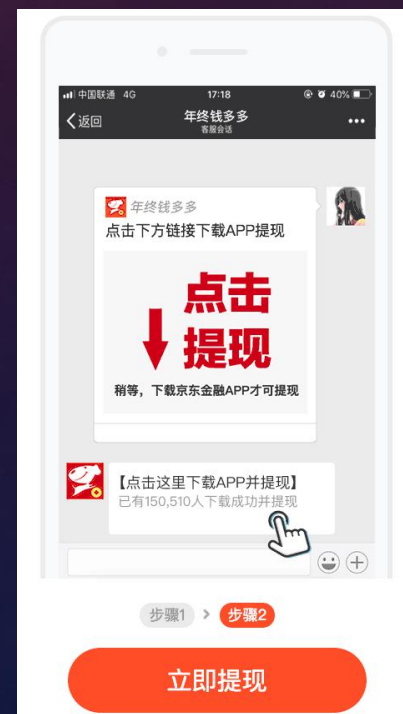 中国联通 4G 17:18 40%
返回 年终钱多多
客服会话
年终钱多多
点击下方链接下载APP提现
点击
提现
稍等，下载京东金融APP才可提现
【点击这里下载APP并提现】
已有150,510人下载成功并提现
步骤1 > 步骤2
立即提现